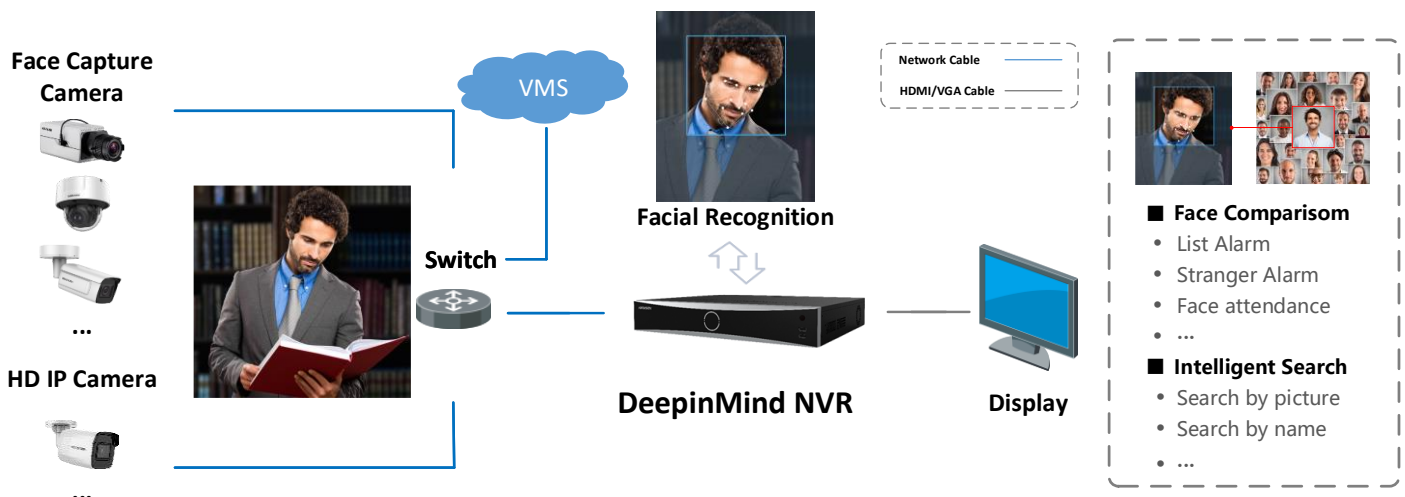 Face Capture
Camera
...
HD IP Camera
...
VMS
Switch
Facial Recognition
DeepinMind NVR
Display
Network Cable
HDMI/VGA Cable
■ Face Comparisom
• List Alarm
• Stranger Alarm
• Face attendance
• ...
■ Intelligent Search
• Search by picture
• Search by name
• ...